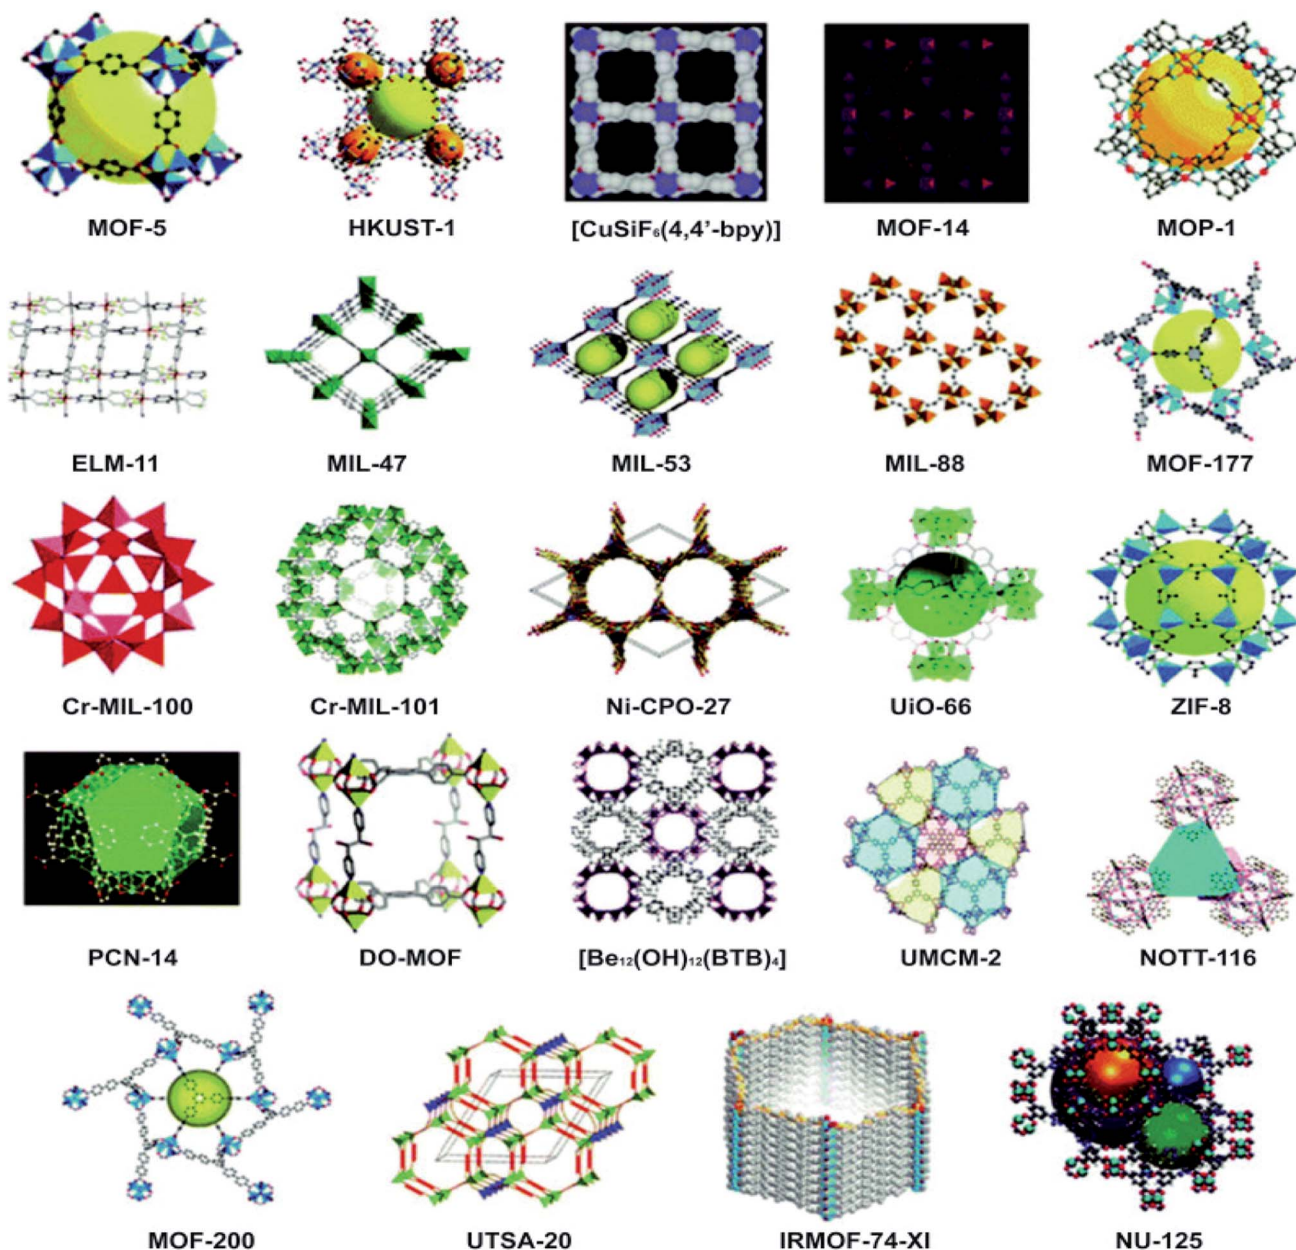 MOF-5 HKUST-1 [CuSiF₆(4,4’-bpy)] MOF-14 MOP-1
ELM-11 MIL-47 MIL-53 MIL-88 MOF-177
Cr-MIL-100 Cr-MIL-101 Ni-CPO-27 UiO-66 ZIF-8
PCN-14 DO-MOF [Be₁₂(OH)₁₂(BTB)₄] UMCM-2 NOTT-116
MOF-200 UTSA-20 IRMOF-74-XI NU-125